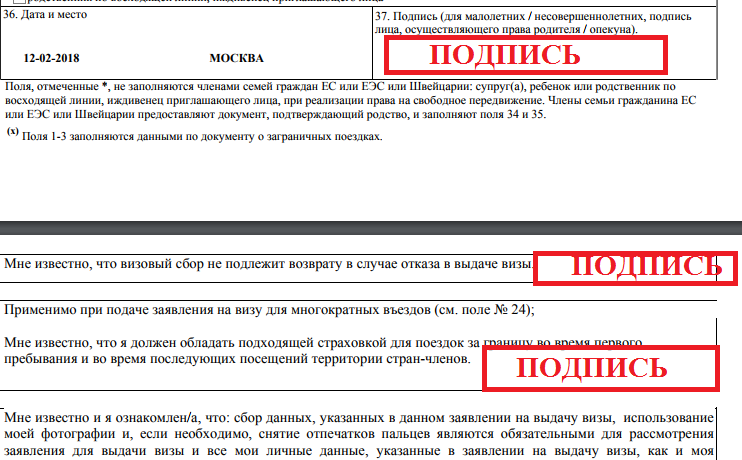 родственник по восходящей линии, иждивенец приглашающего лица
36. Дата и место
37. Подпись (для малолетних / несовершеннолетних, подпись
лица, осуществляющего права родителя / опекуна).
12-02-2018 МОСКВА
ПОДПИСЬ
Поля, отмеченные *, не заполняются членами семей граждан ЕС или ЕЭС или Швейцарии: супруг(а), ребенок или родственник по
восходящей линии, иждивенец приглашающего лица, при реализации права на свободное передвижение. Члены семьи гражданина ЕС
или ЕЭС или Швейцарии предоставляют документ, подтверждающий родство, и заполняют поля 34 и 35.
(x) Поля 1-3 заполняются данными по документу о заграничных поездках.
Мне известно, что визовый сбор не подлежит возврату в случае отказа в выдаче визы. ПОДПИСЬ
Применимо при подаче заявления на визу для многократных въездов (см. поле № 24);
Мне известно, что я должен обладать подходящей страховкой для поездок за границу во время первого
пребывания и во время последующих посещений территории стран-членов.
ПОДПИСЬ
Мне известно и я ознакомлен/а, что: сбор данных, указанных в данном заявлении на выдачу визы, использование
моей фотографии и, если необходимо, снятие отпечатков пальцев являются обязательными для рассмотрения
заявления для выдачи визы и все мои личные данные, указанные в заявлении на выдачу визы, как и моя